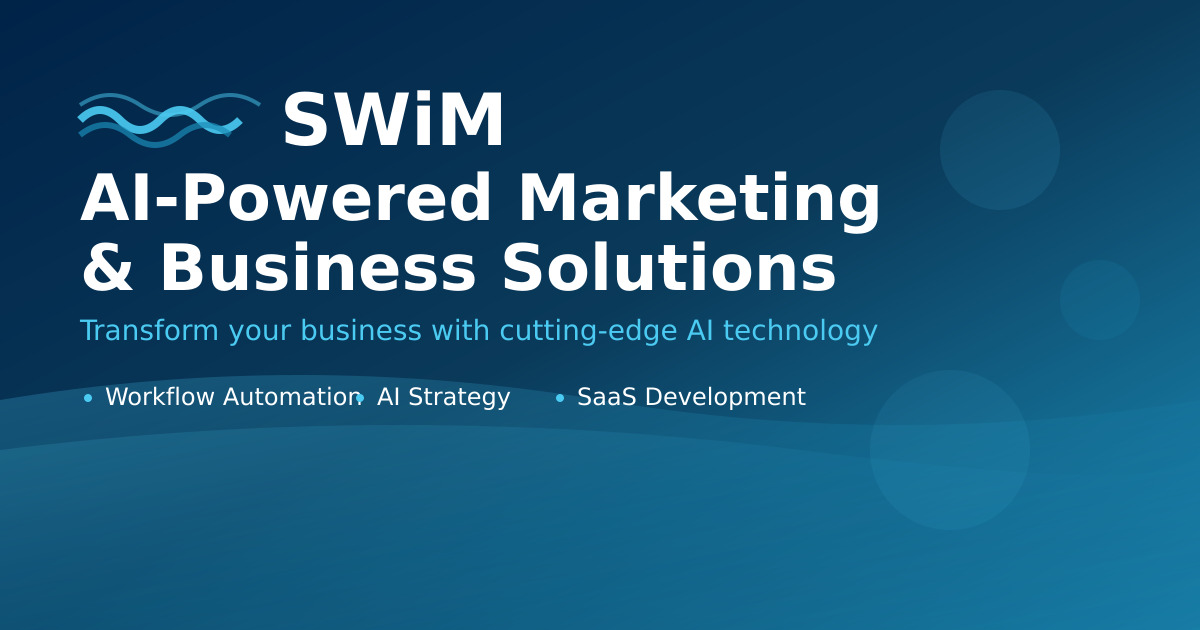 SWiM
AI-Powered Marketing
& Business Solutions
Transform your business with cutting-edge AI technology
• Workflow Automation • AI Strategy • SaaS Development